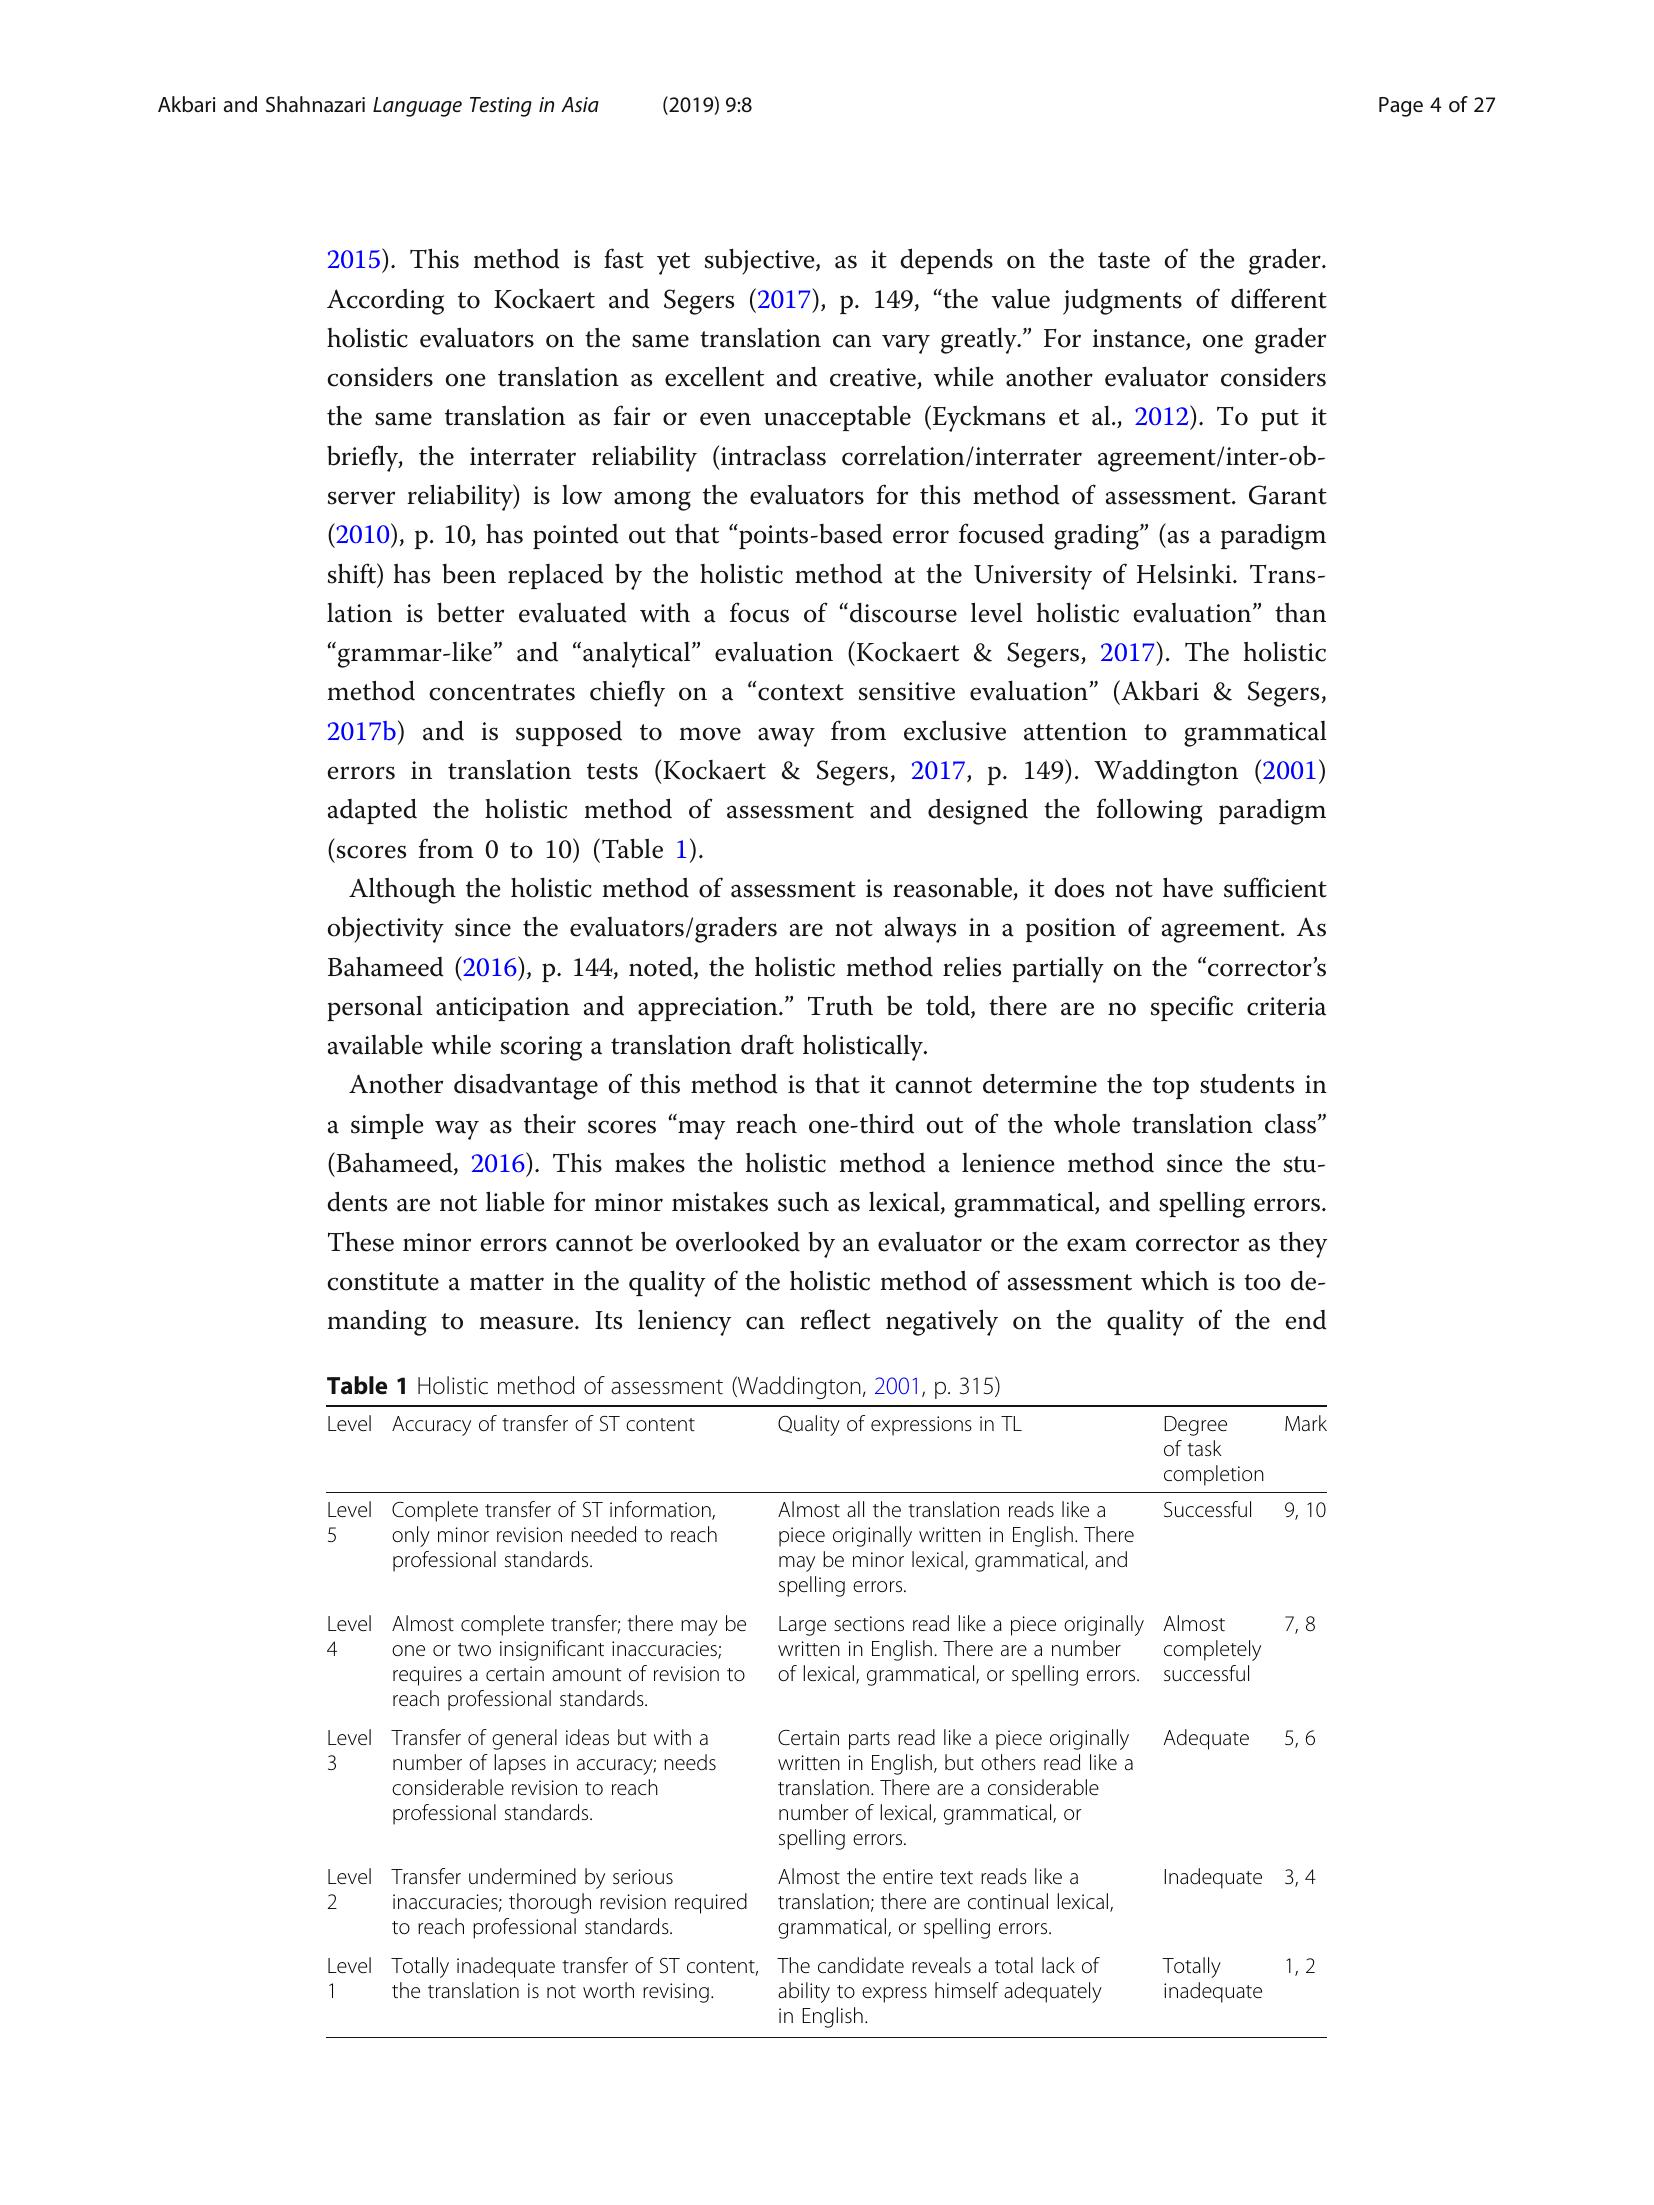 Akbari and Shahnazari Language Testing in Asia (2019) 9:8 Page 4 of 27
2015). This method is fast yet subjective, as it depends on the taste of the grader.
According to Kockaert and Segers (2017), p. 149, “the value judgments of different
holistic evaluators on the same translation can vary greatly.” For instance, one grader
considers one translation as excellent and creative, while another evaluator considers
the same translation as fair or even unacceptable (Eyckmans et al., 2012). To put it
briefly, the interrater reliability (intraclass correlation/interrater agreement/inter-ob-
server reliability) is low among the evaluators for this method of assessment. Garant
(2010), p. 10, has pointed out that “points-based error focused grading” (as a paradigm
shift) has been replaced by the holistic method at the University of Helsinki. Trans-
lation is better evaluated with a focus of “discourse level holistic evaluation” than
“grammar-like” and “analytical” evaluation (Kockaert & Segers, 2017). The holistic
method concentrates chiefly on a “context sensitive evaluation” (Akbari & Segers,
2017b) and is supposed to move away from exclusive attention to grammatical
errors in translation tests (Kockaert & Segers, 2017, p. 149). Waddington (2001)
adapted the holistic method of assessment and designed the following paradigm
(scores from 0 to 10) (Table 1).
Although the holistic method of assessment is reasonable, it does not have sufficient
objectivity since the evaluators/graders are not always in a position of agreement. As
Bahameed (2016), p. 144, noted, the holistic method relies partially on the “corrector’s
personal anticipation and appreciation.” Truth be told, there are no specific criteria
available while scoring a translation draft holistically.
Another disadvantage of this method is that it cannot determine the top students in
a simple way as their scores “may reach one-third out of the whole translation class”
(Bahameed, 2016). This makes the holistic method a lenience method since the stu-
dents are not liable for minor mistakes such as lexical, grammatical, and spelling errors.
These minor errors cannot be overlooked by an evaluator or the exam corrector as they
constitute a matter in the quality of the holistic method of assessment which is too de-
manding to measure. Its leniency can reflect negatively on the quality of the end
Table 1 Holistic method of assessment (Waddington, 2001, p. 315)
Level Accuracy of transfer of ST content Quality of expressions in TL Degree Mark
of task
completion
Level Complete transfer of ST information, Almost all the translation reads like a Successful 9, 10
5 only minor revision needed to reach piece originally written in English. There
professional standards. may be minor lexical, grammatical, and
spelling errors.
Level Almost complete transfer; there may be Large sections read like a piece originally Almost 7, 8
4 one or two insignificant inaccuracies; written in English. There are a number completely
requires a certain amount of revision to of lexical, grammatical, or spelling errors. successful
reach professional standards.
Level Transfer of general ideas but with a Certain parts read like a piece originally Adequate 5, 6
3 number of lapses in accuracy; needs written in English, but others read like a
considerable revision to reach translation. There are a considerable
professional standards. number of lexical, grammatical, or
spelling errors.
Level Transfer undermined by serious Almost the entire text reads like a Inadequate 3, 4
2 inaccuracies; thorough revision required translation; there are continual lexical,
to reach professional standards. grammatical, or spelling errors.
Level Totally inadequate transfer of ST content, The candidate reveals a total lack of Totally 1, 2
1 the translation is not worth revising. ability to express himself adequately inadequate
in English.